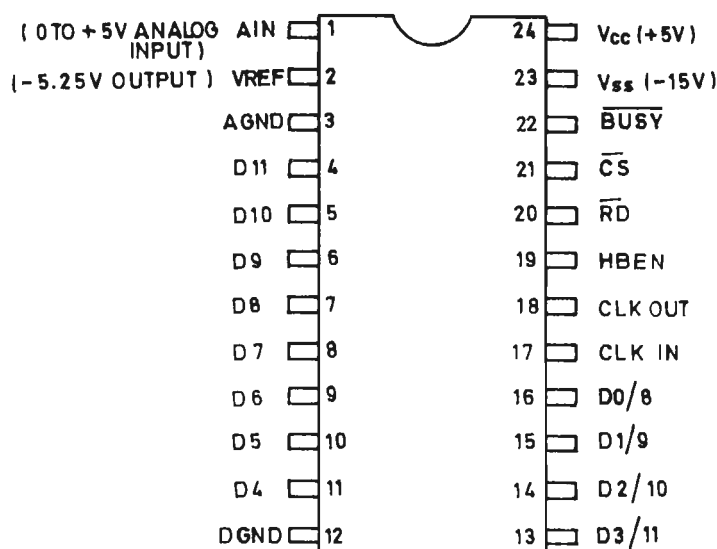 ( 0 TO + 5V ANALOG INPUT ) AIN 1 24 Vcc (+5V)
(-5.25V OUTPUT ) VREF 2 23 Vss (-15V)
AGND 3 22 BUSY
D11 4 21 CS
D10 5 20 RD
D9 6 19 HBEN
D8 7 18 CLK OUT
D7 8 17 CLK IN
D6 9 16 D0/8
D5 10 15 D1/9
D4 11 14 D2/10
DGND 12 13 D3/11